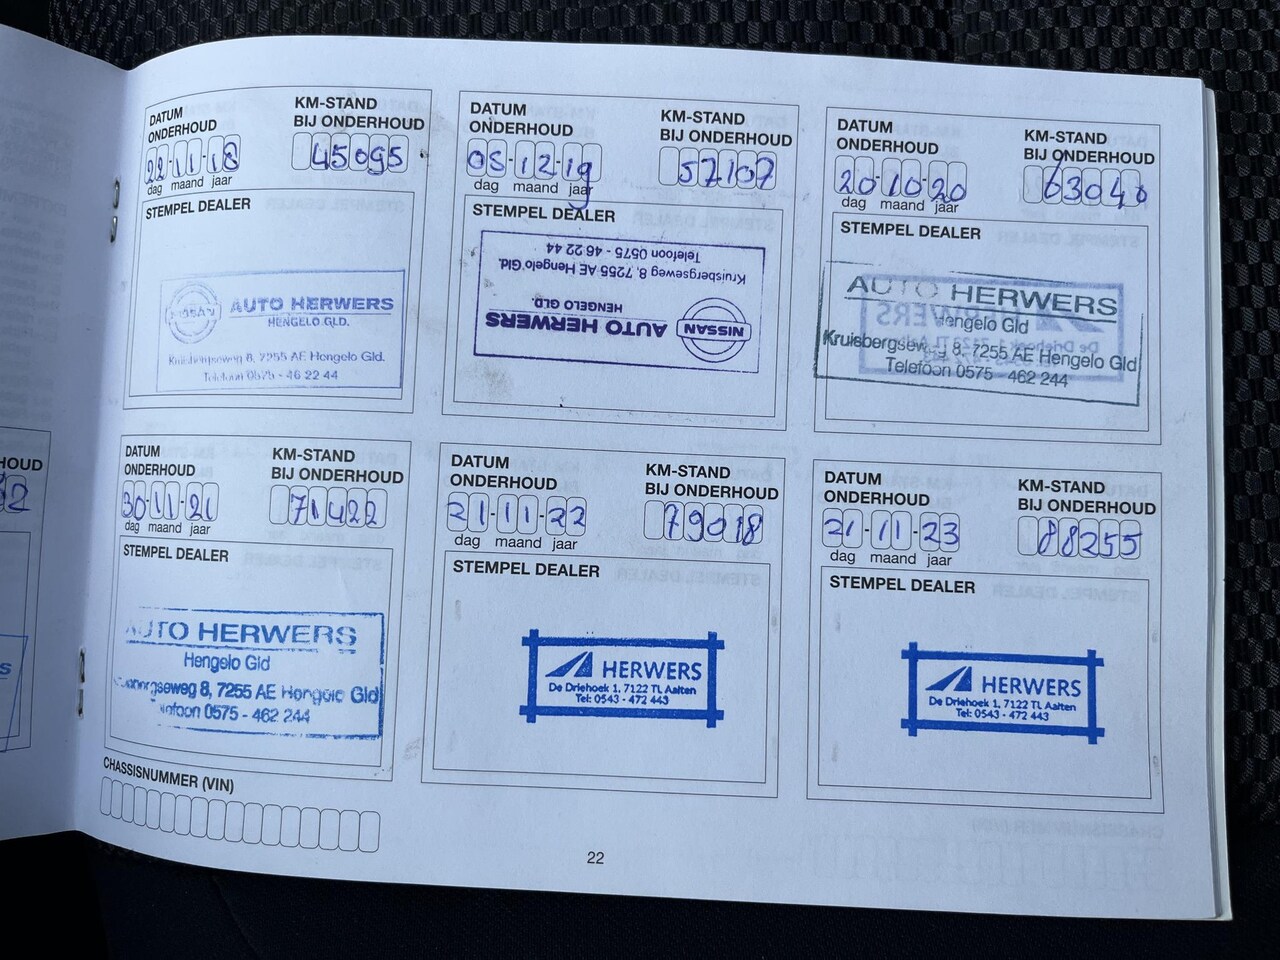 DATUM
ONDERHOUD
22-11-18
dag maand jaar
KM-STAND
BIJ ONDERHOUD
45095
STEMPEL DEALER
NISSAN
AUTO HERWERS
HENGELO GLD.
Kruisbergseweg 8, 7255 AE Hengelo Gld.
Telefoon 0575 - 46 22 44
DATUM
ONDERHOUD
05-12-19
dag maand jaar
KM-STAND
BIJ ONDERHOUD
57107
STEMPEL DEALER
NISSAN
AUTO HERWERS
HENGELO GLD.
Kruisbergseweg 8, 7255 AE Hengelo Gld.
Telefoon 0575 - 46 22 44
DATUM
ONDERHOUD
20-10-20
dag maand jaar
KM-STAND
BIJ ONDERHOUD
STEMPEL DEALER
AUTO HERWERS
Hengelo Gld
Kruisbergseweg 8, 7255 AE Hengelo Gld
Telefoon 0575 - 462 244
DATUM
ONDERHOUD
30-11-21
dag maand jaar
KM-STAND
BIJ ONDERHOUD
71422
STEMPEL DEALER
AUTO HERWERS
Hengelo Gld
8, 7255 AE Hengelo Gld
0575 - 462 244
DATUM
ONDERHOUD
21-11-22
dag maand jaar
KM-STAND
BIJ ONDERHOUD
79018
STEMPEL DEALER
HERWERS
De Driehoek 1, 7122 TL Aalten
Tel: 0543 - 472 443
DATUM
ONDERHOUD
21-11-23
dag maand jaar
KM-STAND
BIJ ONDERHOUD
88255
STEMPEL DEALER
HERWERS
De Driehoek 1, 7122 TL Aalten
Tel: 0543 - 472 443
CHASSISNUMMER (VIN)
22